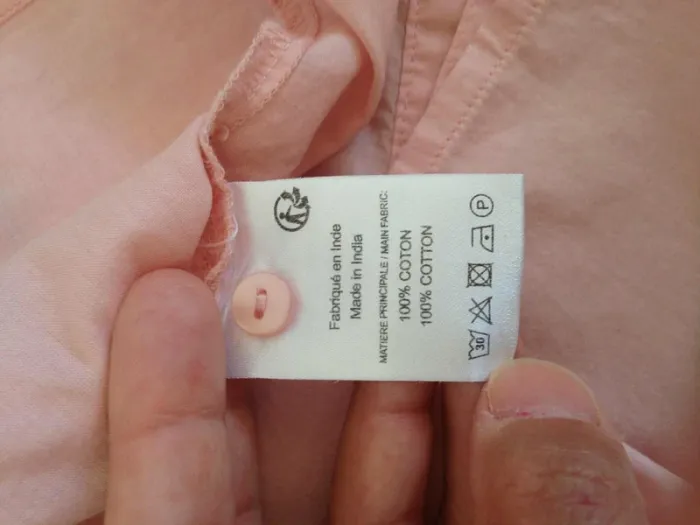 Fabriqué en Inde
Made in India
MATIERE PRINCIPALE / MAIN FABRIC:
100% COTON
100% COTTON
30 P